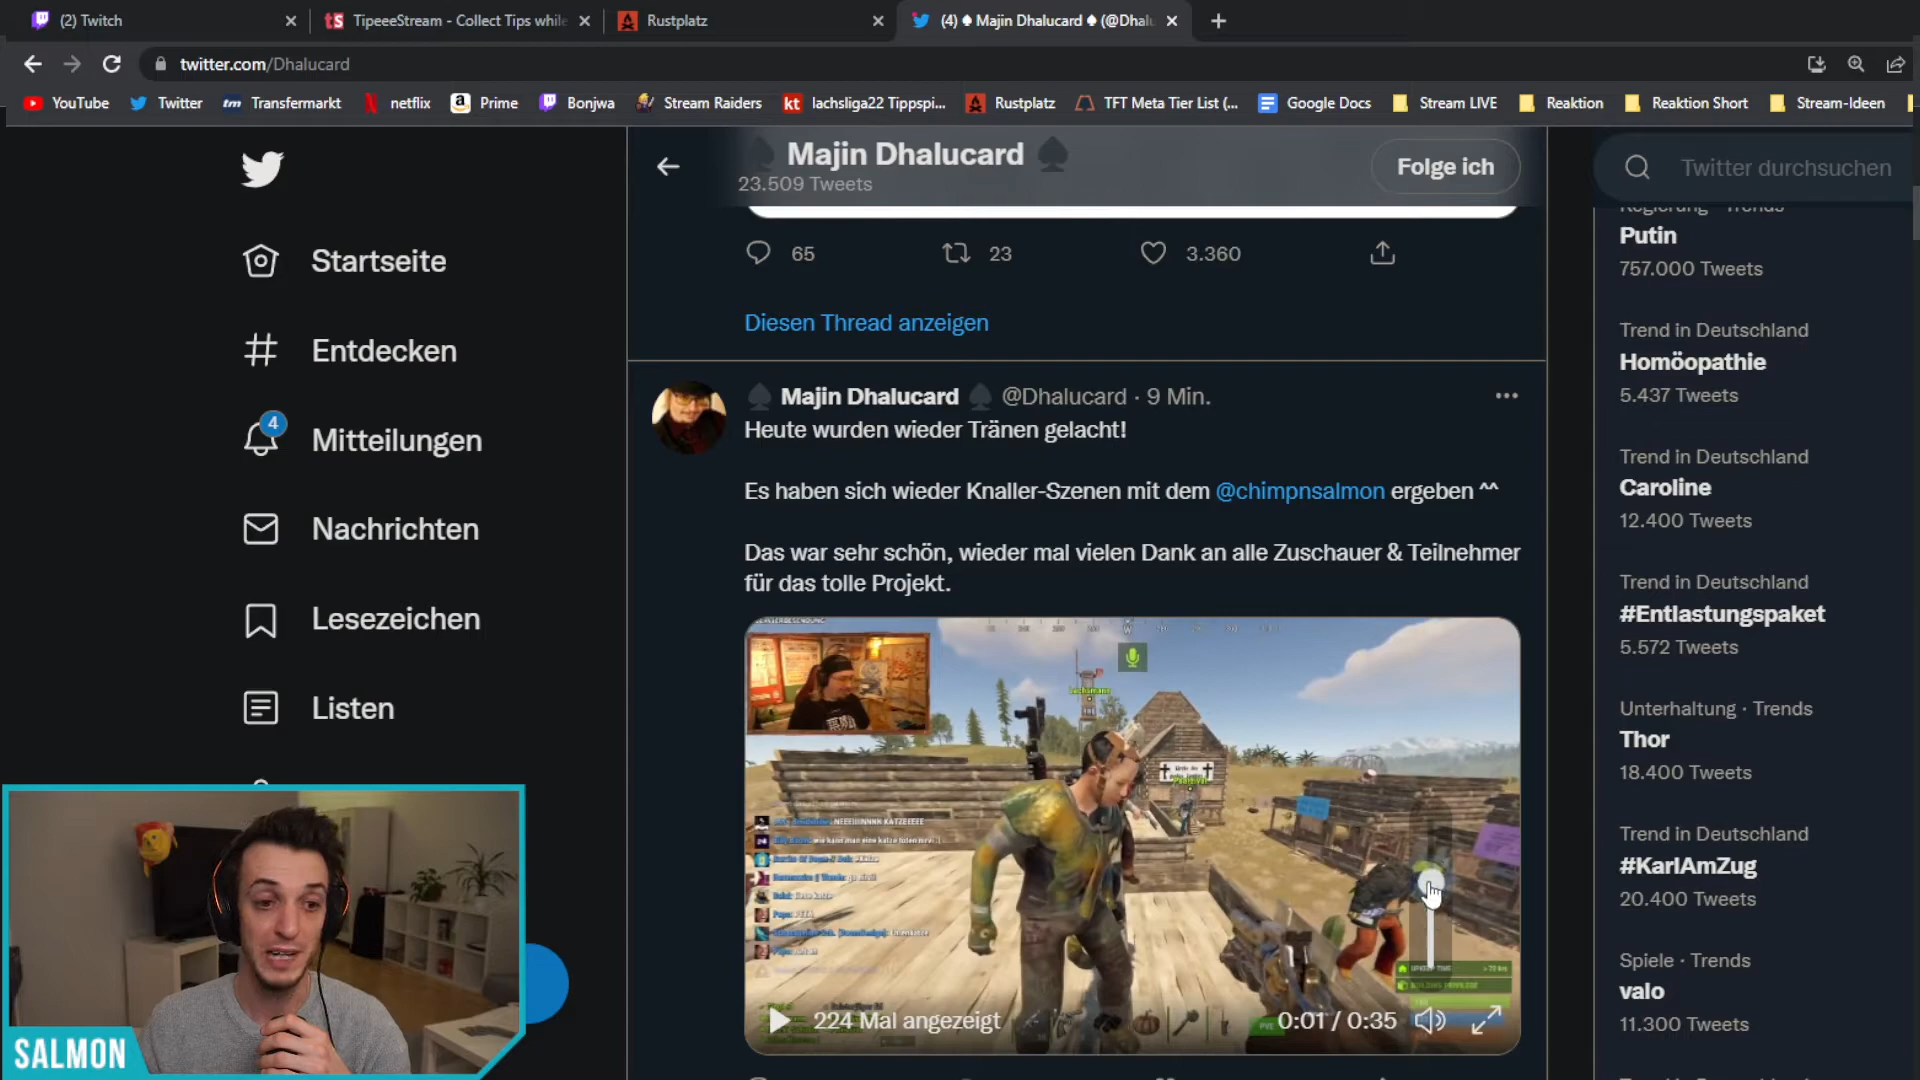 (2) Twitch
TipeeeStream - Collect Tips while
Rustplatz
(4) ♠ Majin Dhalucard ♠ (@Dhalu
twitter.com/Dhalucard
YouTube
Twitter
tm Transfermarkt
netflix
Prime
Bonjwa
Stream Raiders
kt lachsliga22 Tippspi...
Rustplatz
TFT Meta Tier List (...
Google Docs
Stream LIVE
Reaktion
Reaktion Short
Stream-Ideen
Startseite
Entdecken
4
Mitteilungen
Nachrichten
Lesezeichen
Listen
♠ Majin Dhalucard ♠
23.509 Tweets
Folge ich
65
23
3.360
Diesen Thread anzeigen
♠ Majin Dhalucard ♠ @Dhalucard · 9 Min.
Heute wurden wieder Tränen gelacht!
Es haben sich wieder Knaller-Szenen mit dem @chimpnsalmon ergeben ^^
Das war sehr schön, wieder mal vielen Dank an alle Zuschauer & Teilnehmer
für das tolle Projekt.
NEEEIIINNNN KATZEEEEE
224 Mal angezeigt
0:01 / 0:35
Twitter durchsuchen
Regierung · Trends
Putin
757.000 Tweets
Trend in Deutschland
Homöopathie
5.437 Tweets
Trend in Deutschland
Caroline
12.400 Tweets
Trend in Deutschland
#Entlastungspaket
5.572 Tweets
Unterhaltung · Trends
Thor
18.400 Tweets
Trend in Deutschland
#KarlAmZug
20.400 Tweets
Spiele · Trends
valo
11.300 Tweets
SALMON